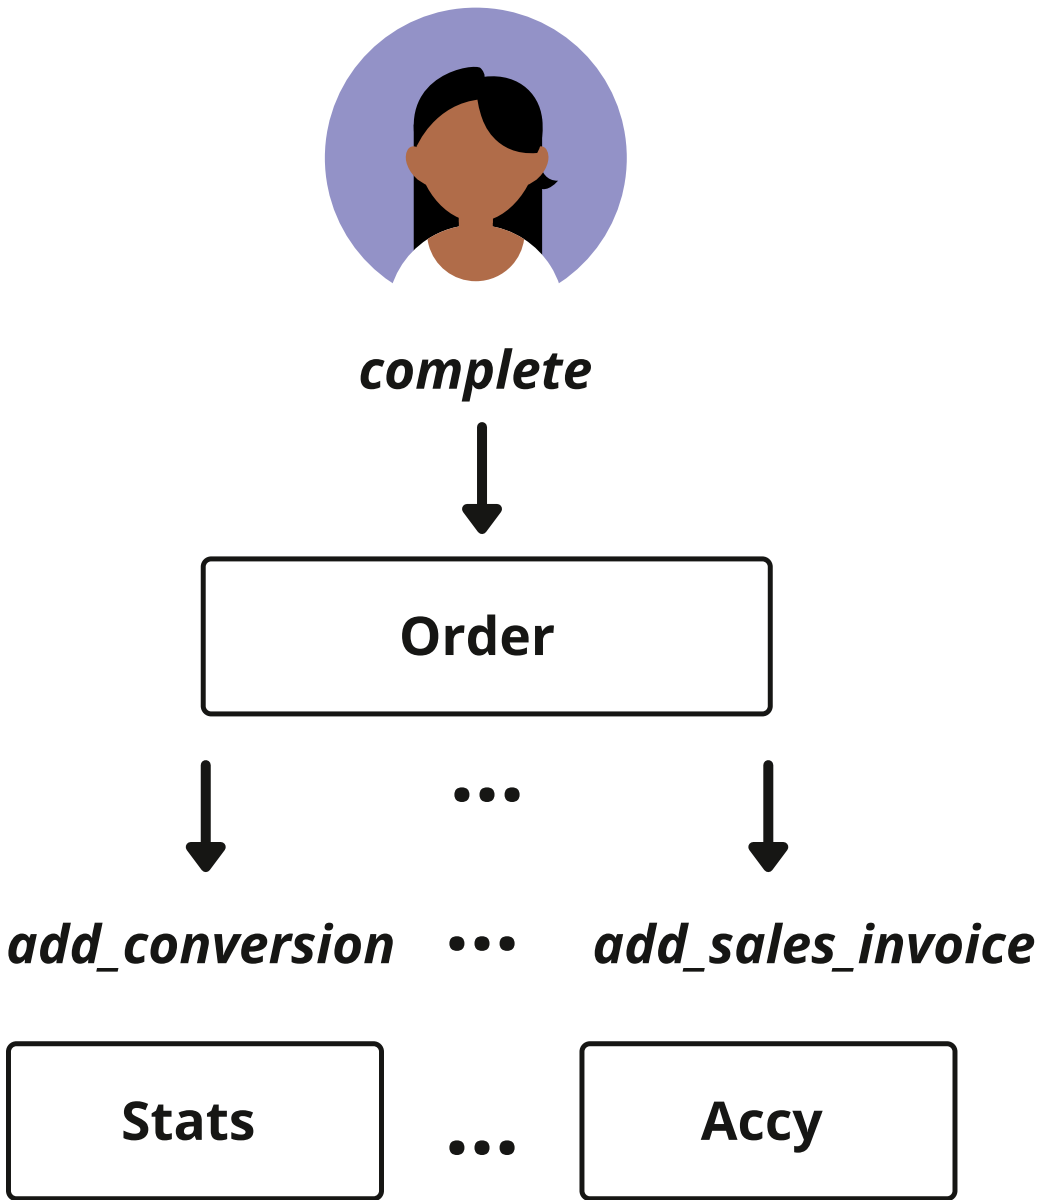 complete
Order
...
add_conversion ... add_sales_invoice
Stats ... Accy